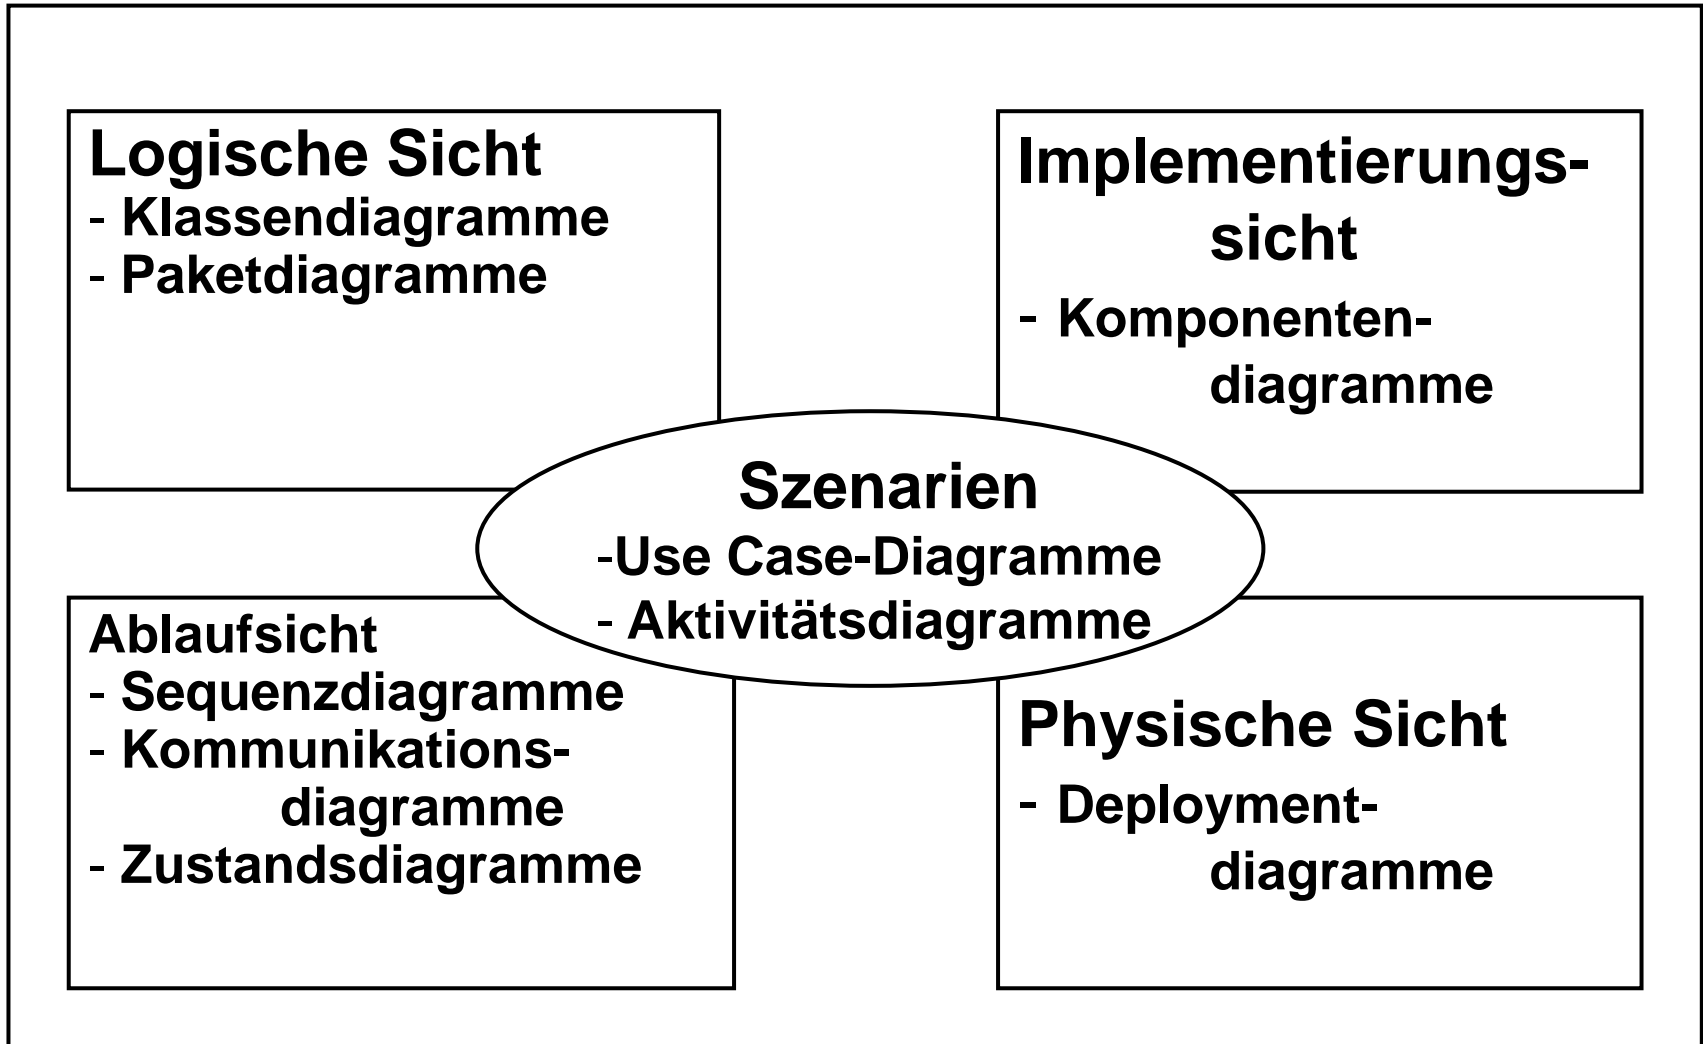 Logische Sicht
- Klassendiagramme
- Paketdiagramme
Implementierungs-
sicht
- Komponenten-
diagramme
Szenarien
-Use Case-Diagramme
- Aktivitätsdiagramme
Ablaufsicht
- Sequenzdiagramme
- Kommunikations-
diagramme
- Zustandsdiagramme
Physische Sicht
- Deployment-
diagramme